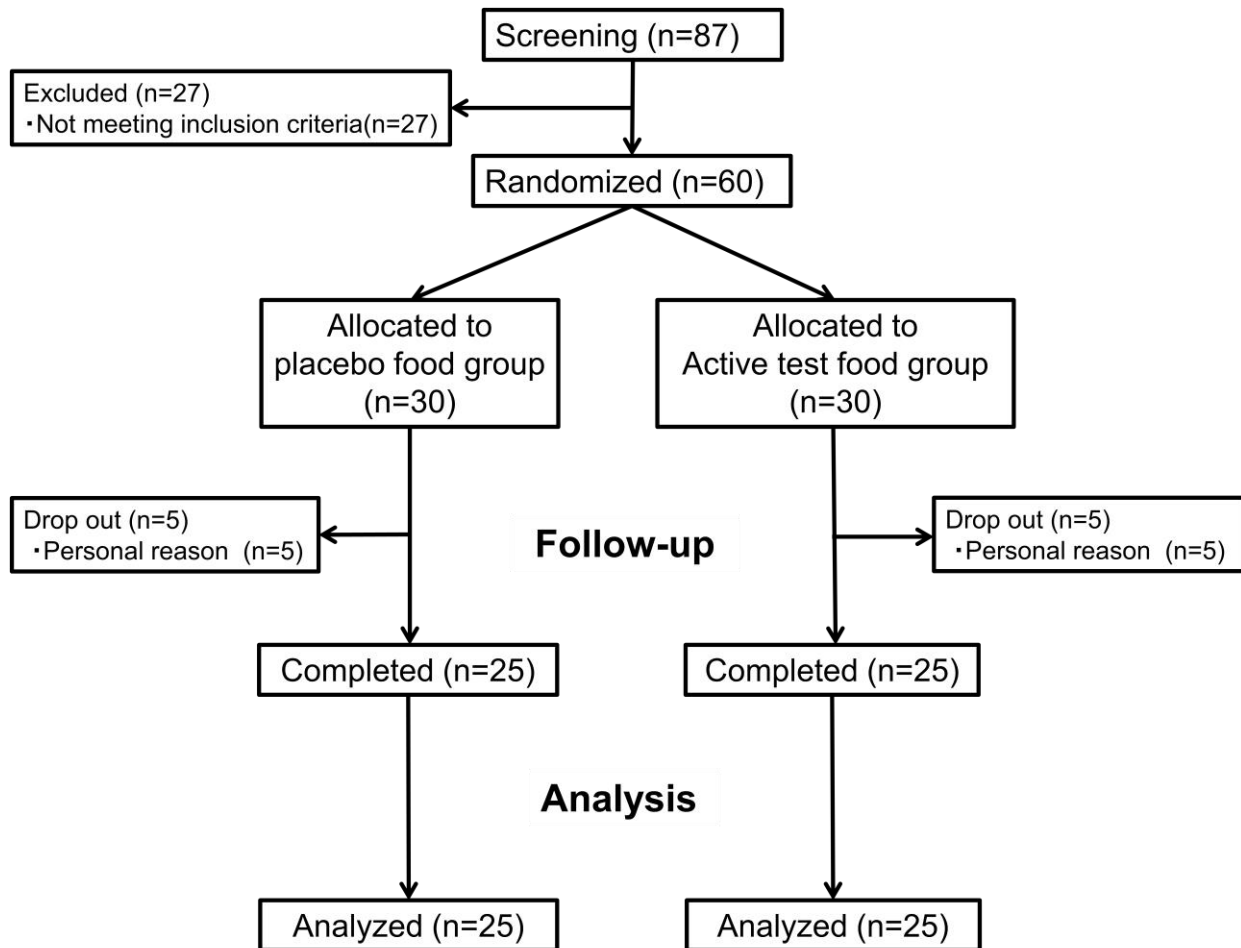 Screening (n=87)
Excluded (n=27)
・Not meeting inclusion criteria(n=27)
Randomized (n=60)
Allocated to
placebo food group
(n=30)
Allocated to
Active test food group
(n=30)
Drop out (n=5)
・Personal reason (n=5)
Follow-up
Drop out (n=5)
・Personal reason (n=5)
Completed (n=25)
Completed (n=25)
Analysis
Analyzed (n=25)
Analyzed (n=25)